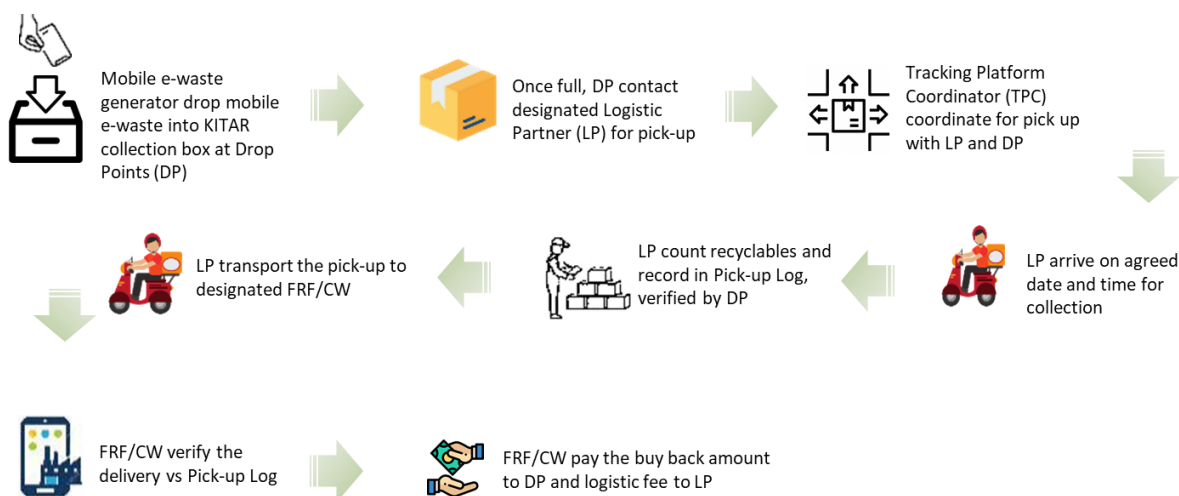 Mobile e-waste
generator drop mobile
e-waste into KITAR
collection box at Drop
Points (DP)
Once full, DP contact
designated Logistic
Partner (LP) for pick-up
Tracking Platform
Coordinator (TPC)
coordinate for pick up
with LP and DP
LP arrive on agreed
date and time for
collection
LP count recyclables and
record in Pick-up Log,
verified by DP
LP transport the pick-up to
designated FRF/CW
FRF/CW verify the
delivery vs Pick-up Log
FRF/CW pay the buy back amount
to DP and logistic fee to LP